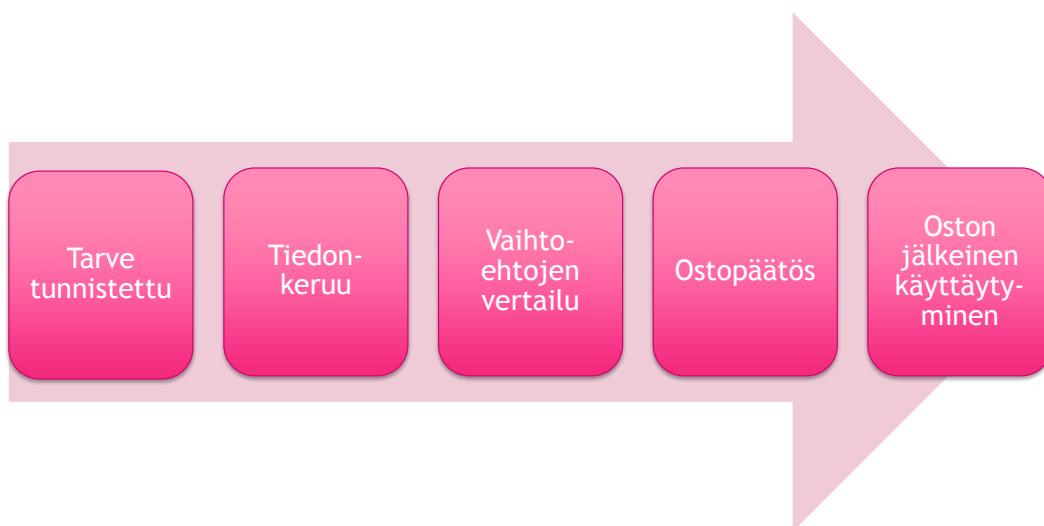 Tarve
tunnistettu
Tiedon-
keruu
Vaihto-
ehtojen
vertailu
Ostopäätös
Oston
jälkeinen
käyttäyty-
minen